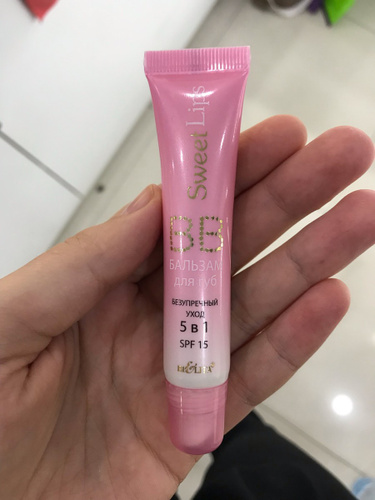 Sweet Lips
BB
БАЛЬЗАМ
для губ
БЕЗУПРЕЧНЫЙ
УХОД
5 в 1
SPF 15